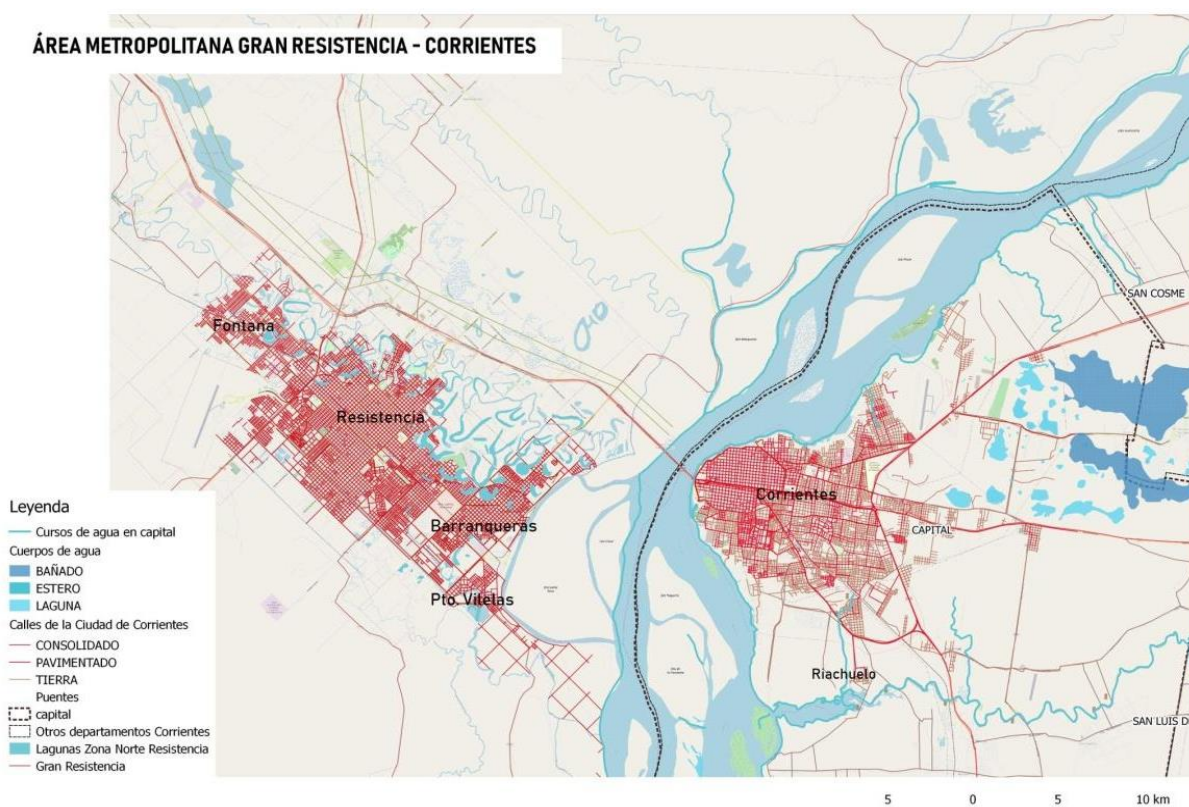 ÁREA METROPOLITANA GRAN RESISTENCIA - CORRIENTES
SAN COSME
Fontana
Resistencia
Corrientes
Barranqueras
CAPITAL
Pto. Vilelas
Riachuelo
SAN LUIS D
Leyenda
Cursos de agua en capital
Cuerpos de agua
BAÑADO
ESTERO
LAGUNA
Calles de la Ciudad de Corrientes
CONSOLIDADO
PAVIMENTADO
TIERRA
Puentes
capital
Otros departamentos Corrientes
Lagunas Zona Norte Resistencia
Gran Resistencia
5 0 5 10 km